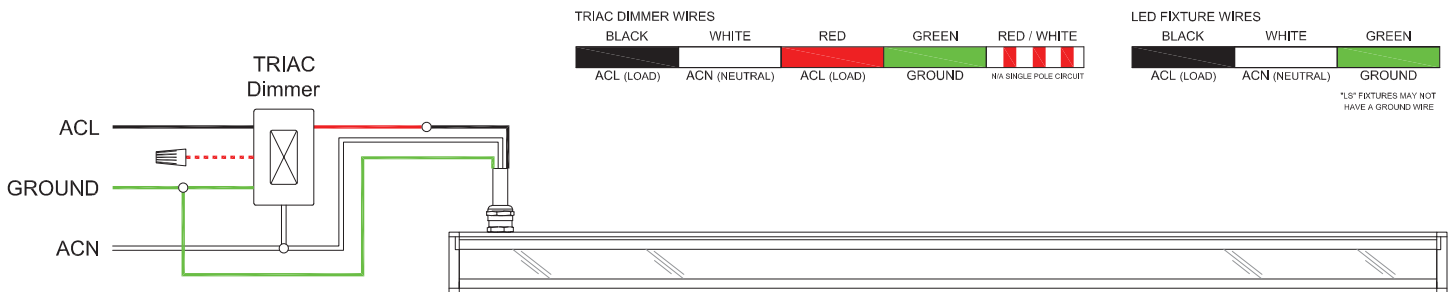 TRIAC DIMMER WIRES
BLACK WHITE RED GREEN RED / WHITE
ACL (LOAD) ACN (NEUTRAL) ACL (LOAD) GROUND N/A SINGLE POLE CIRCUIT
LED FIXTURE WIRES
BLACK WHITE GREEN
ACL (LOAD) ACN (NEUTRAL) GROUND
"LS" FIXTURES MAY NOT
HAVE A GROUND WIRE
TRIAC
Dimmer
ACL
GROUND
ACN